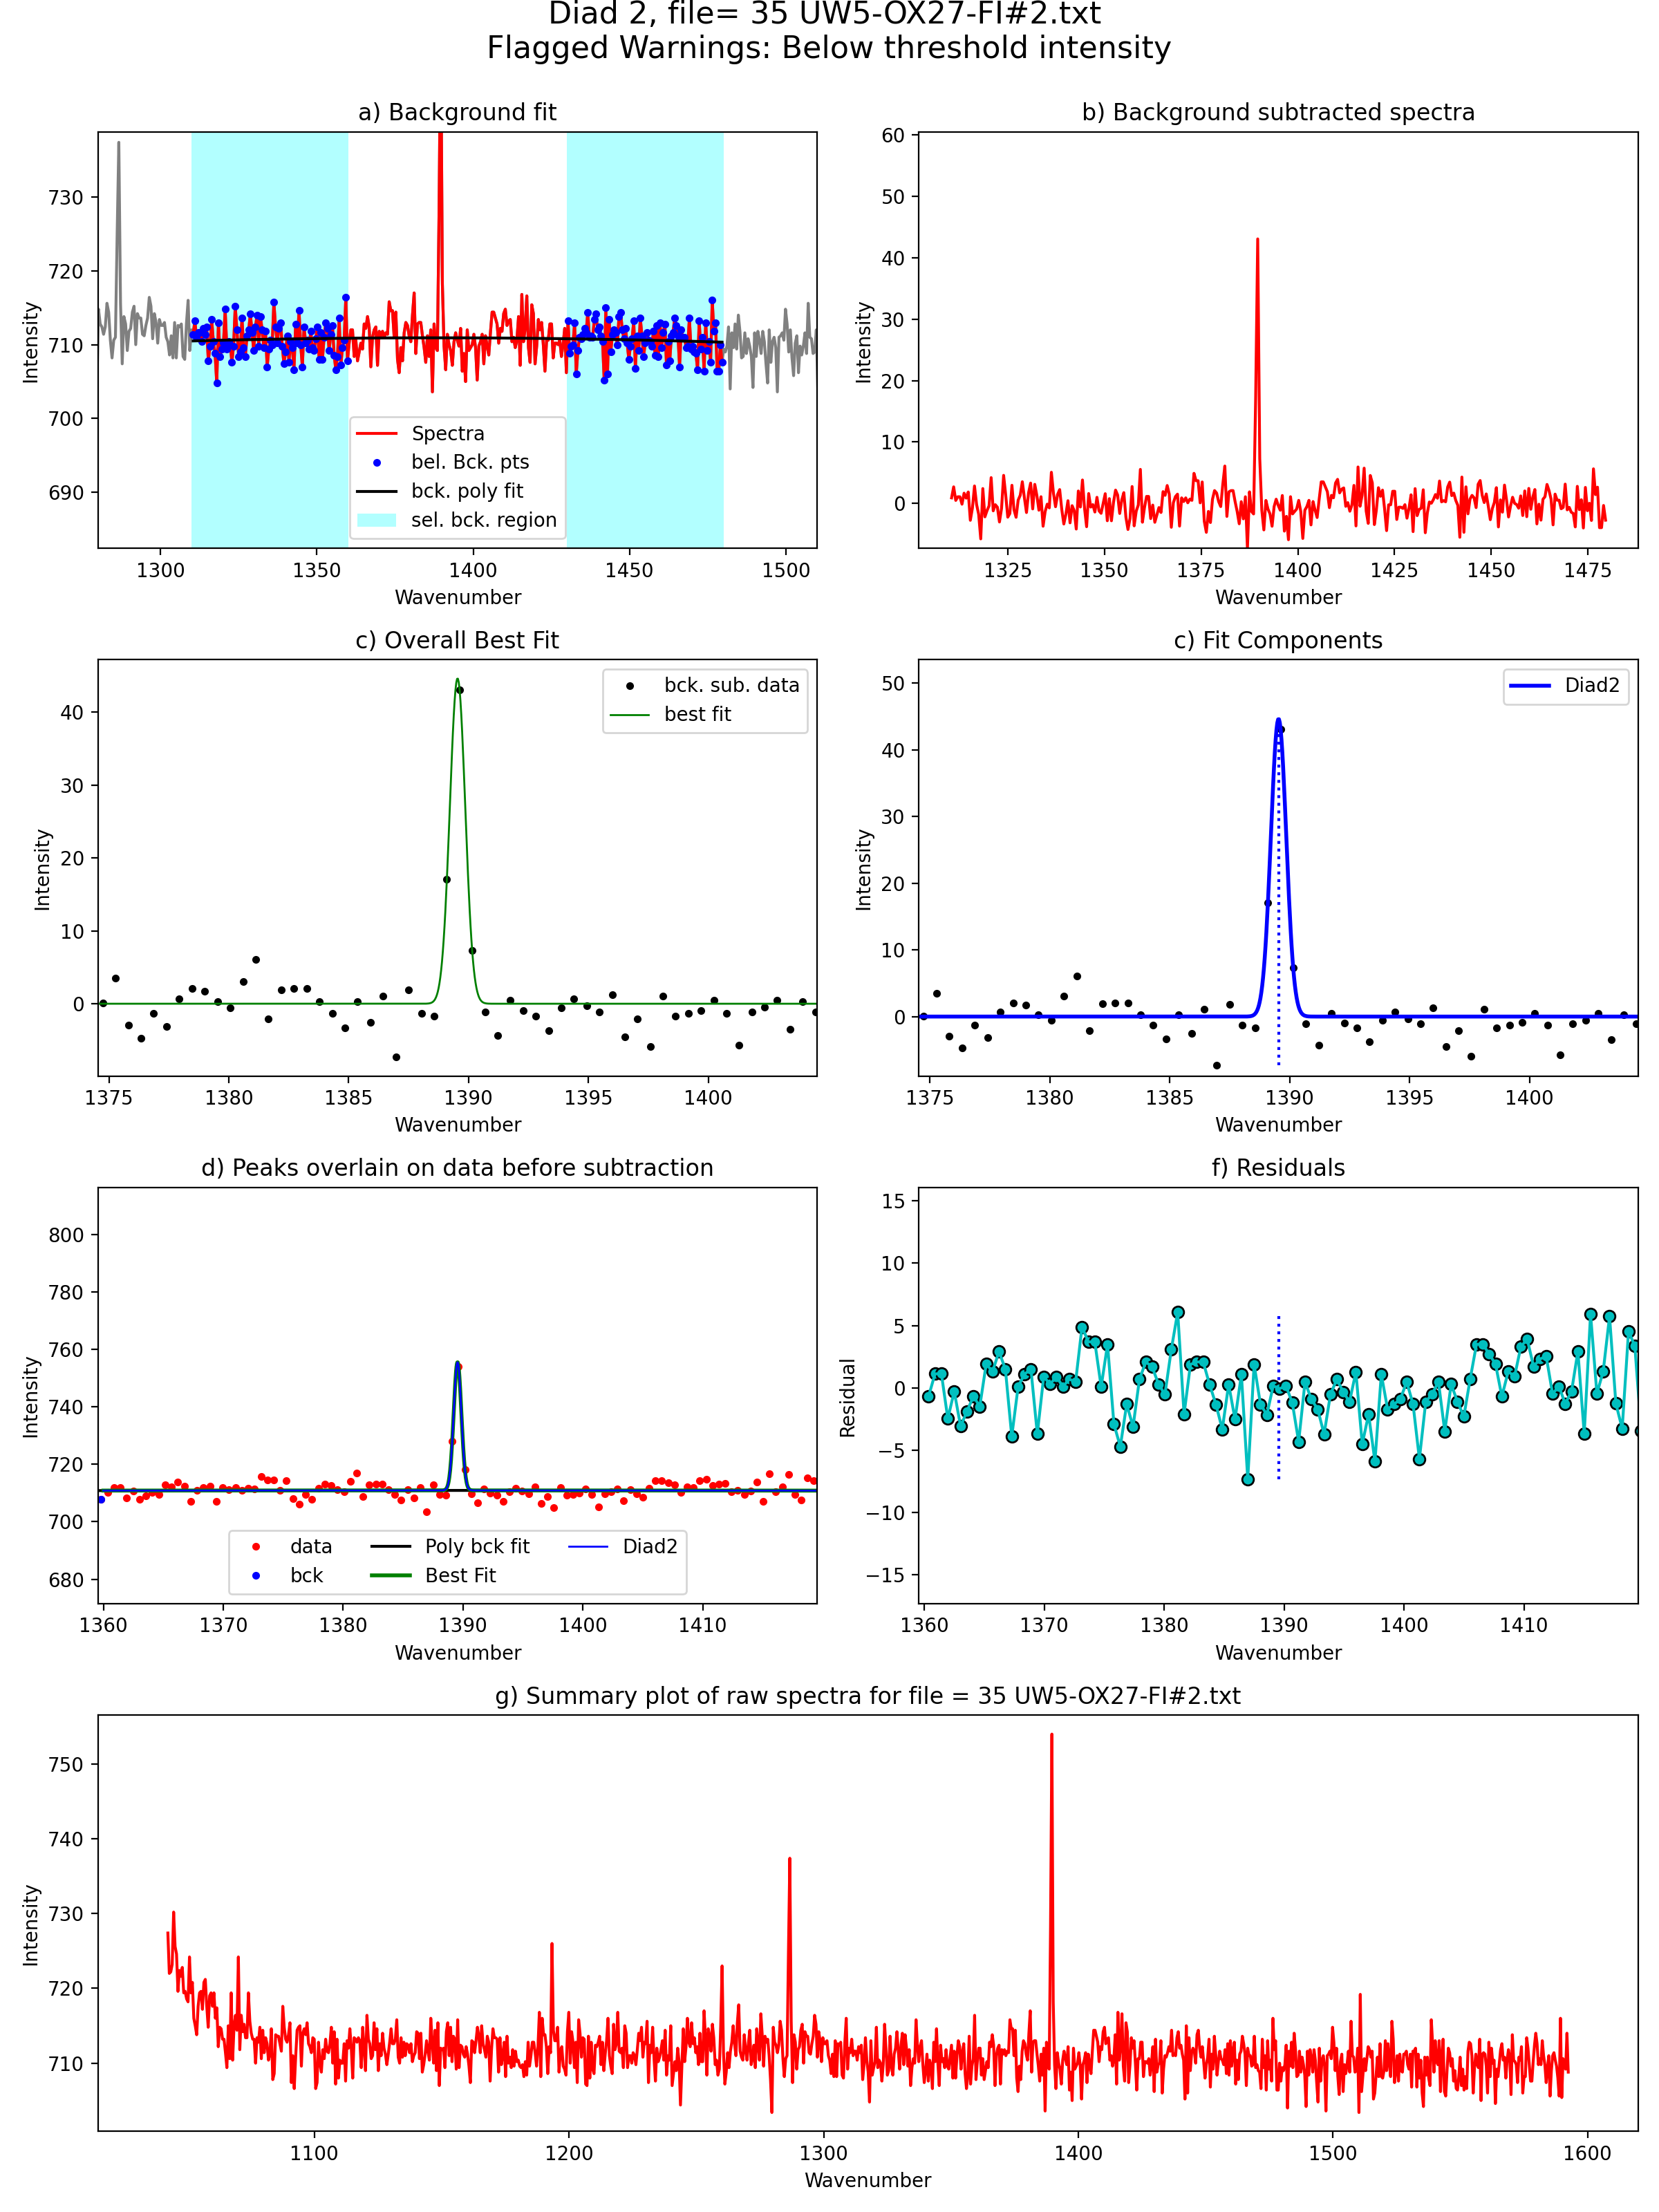 Diad 2, file= 35 UW5-OX27-FI#2.txt
Flagged Warnings: Below threshold intensity
a) Background fit
Intensity
730
720
710
700
690
Spectra
bel. Bck. pts
bck. poly fit
sel. bck. region
1300 1350 1400 1450 1500
Wavenumber
b) Background subtracted spectra
Intensity
60
50
40
30
20
10
0
1325 1350 1375 1400 1425 1450 1475
Wavenumber
c) Overall Best Fit
Intensity
40
30
20
10
0
bck. sub. data
best fit
1375 1380 1385 1390 1395 1400
Wavenumber
c) Fit Components
Intensity
50
40
30
20
10
0
Diad2
1375 1380 1385 1390 1395 1400
Wavenumber
d) Peaks overlain on data before subtraction
Intensity
800
780
760
740
720
700
680
data Poly bck fit Diad2
bck Best Fit
1360 1370 1380 1390 1400 1410
Wavenumber
f) Residuals
Residual
15
10
5
0
−5
−10
−15
1360 1370 1380 1390 1400 1410
Wavenumber
g) Summary plot of raw spectra for file = 35 UW5-OX27-FI#2.txt
Intensity
750
740
730
720
710
1100 1200 1300 1400 1500 1600
Wavenumber